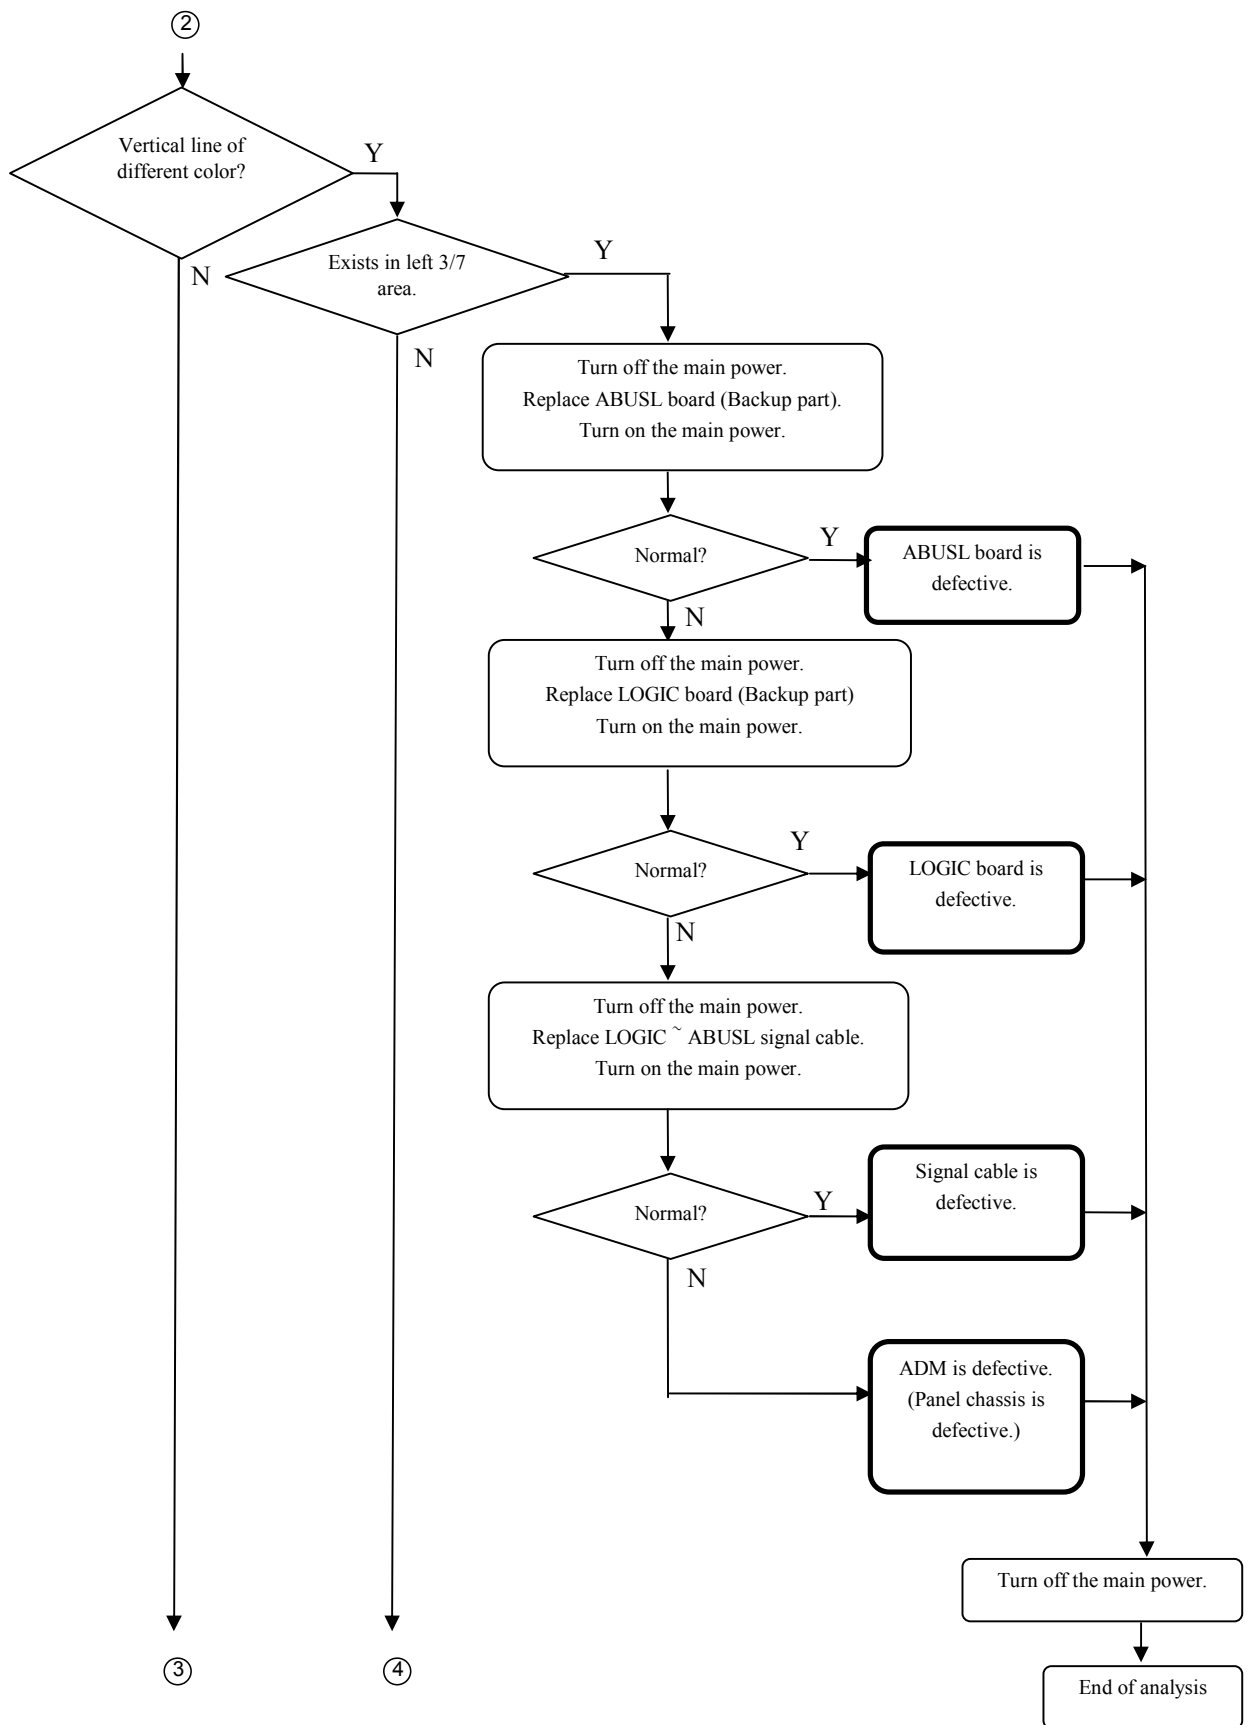 2
Vertical line of
different color?
Y
N
Exists in left 3/7
area.
Y
N
Turn off the main power.
Replace ABUSL board (Backup part).
Turn on the main power.
Normal?
Y
ABUSL board is
defective.
N
Turn off the main power.
Replace LOGIC board (Backup part)
Turn on the main power.
Normal?
Y
LOGIC board is
defective.
N
Turn off the main power.
Replace LOGIC ~ ABUSL signal cable.
Turn on the main power.
Normal?
Y
Signal cable is
defective.
N
ADM is defective.
(Panel chassis is
defective.)
Turn off the main power.
End of analysis
3
4